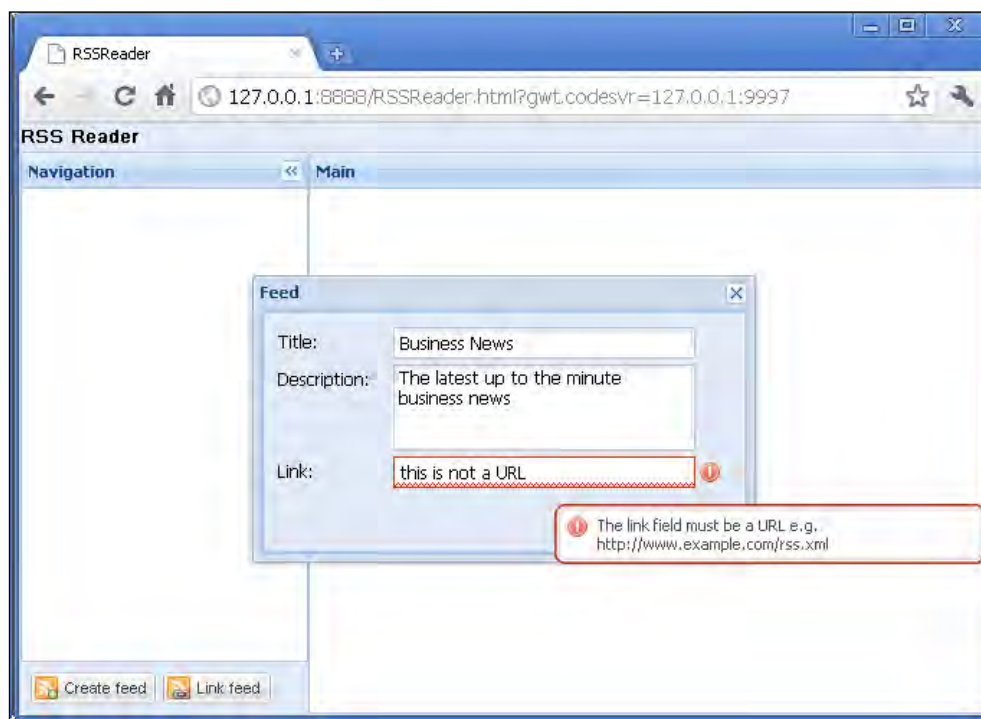 RSSReader
127.0.0.1:8888/RSSReader.html?gwt.codesvr=127.0.0.1:9997
RSS Reader
Navigation
Main
Feed
Title:
Business News
Description:
The latest up to the minute
business news
Link:
this is not a URL
The link field must be a URL e.g.
http://www.example.com/rss.xml
Create feed
Link feed